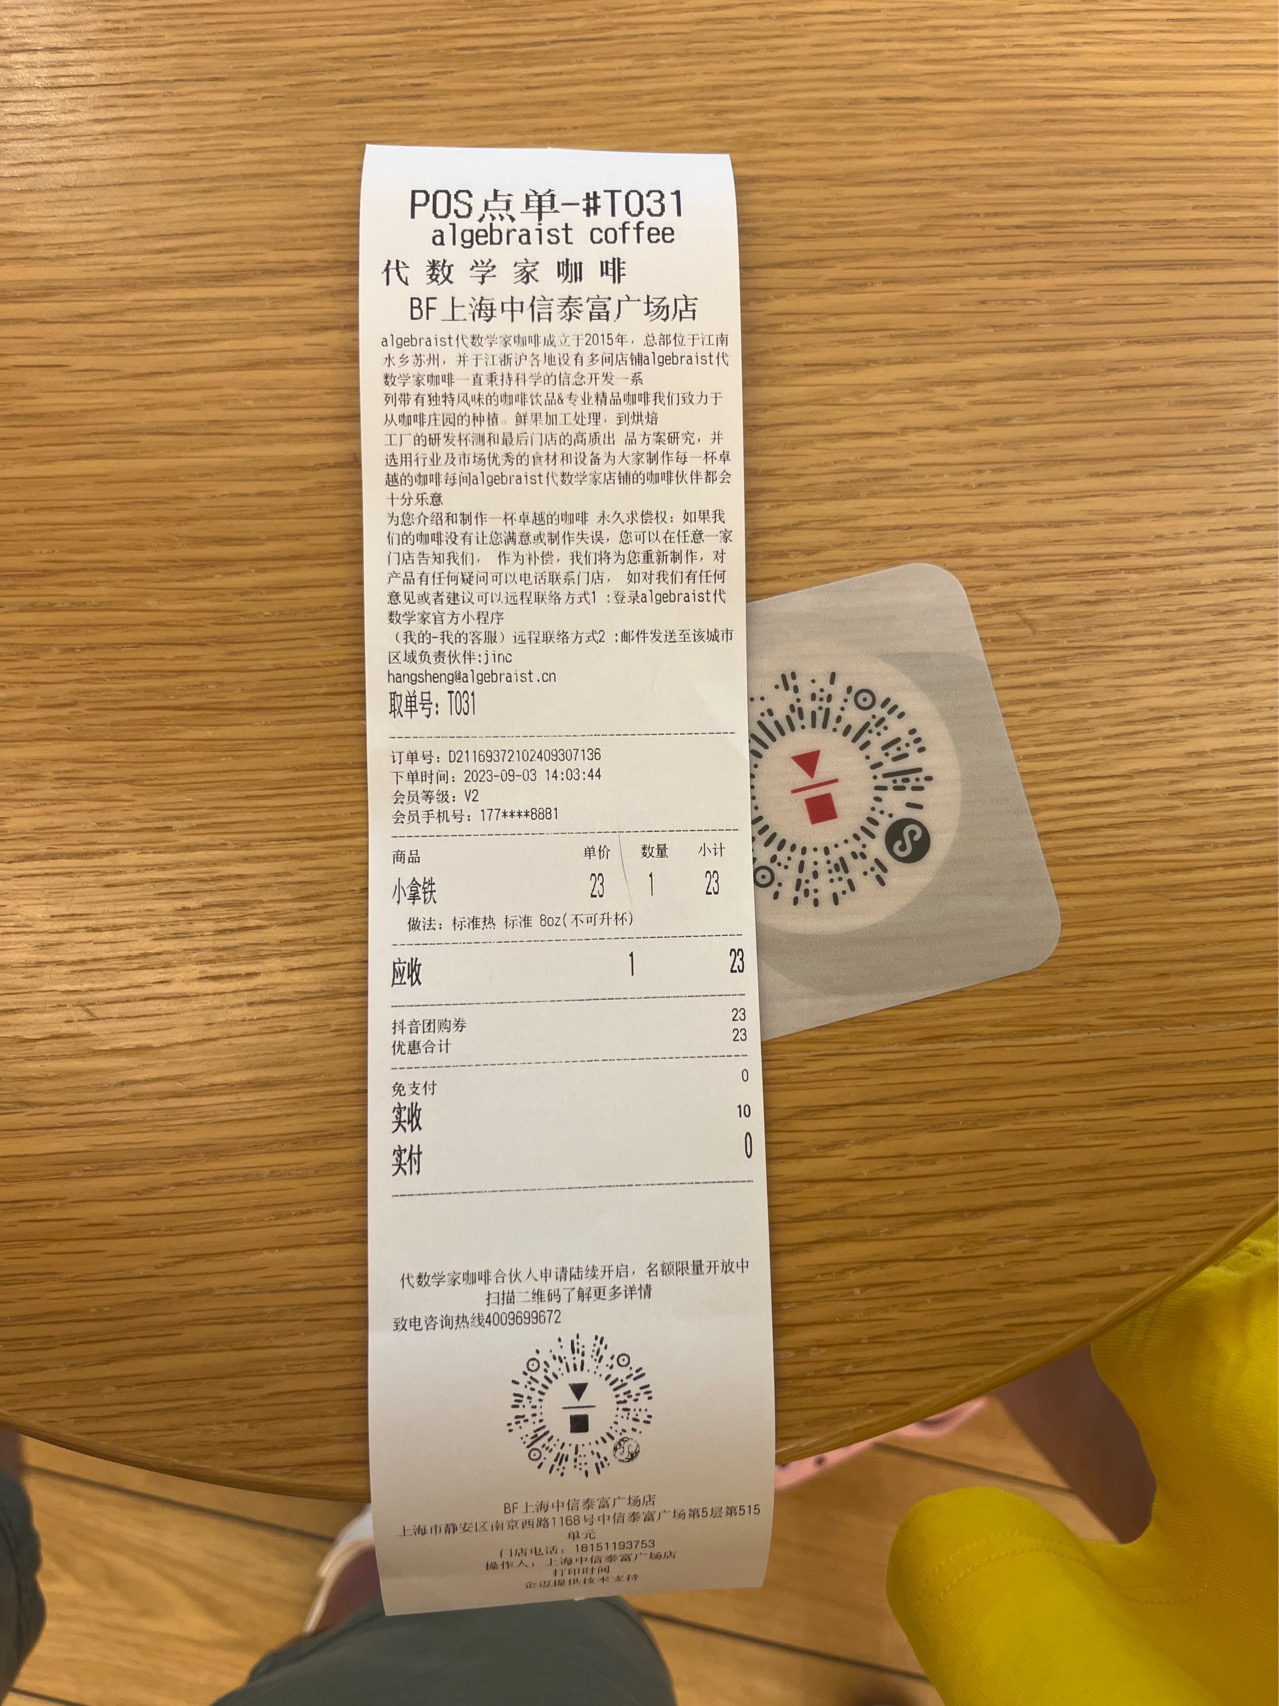 POS点单-#T031
algebraist coffee
代数学家咖啡
BF上海中信泰富广场店
algebraist代数学家咖啡成立于2015年，总部位于江南
水乡苏州，并于江浙沪各地设有多间店铺algebraist代
数学家咖啡一直秉持科学的信念开发一系
列带有独特风味的咖啡饮品&专业精品咖啡我们致力于
从咖啡庄园的种植。鲜果加工处理，到烘焙
工厂的研发杯测和最后门店的高质出 品方案研究，并
选用行业及市场优秀的食材和设备为大家制作每一杯卓
越的咖啡每间algebraist代数学家店铺的咖啡伙伴都会
十分乐意
为您介绍和制作一杯卓越的咖啡 永久求偿权：如果我
们的咖啡没有让您满意或制作失误，您可以在任意一家
门店告知我们， 作为补偿，我们将为您重新制作，对
产品有任何疑问可以电话联系门店， 如对我们有任何
意见或者建议可以远程联络方式1 :登录algebraist代
数学家官方小程序
（我的-我的客服）远程联络方式2 :邮件发送至该城市
区域负责伙伴:jinc
hangsheng@algebraist.cn
取单号：T031
订单号：D21169372102409307136
下单时间：2023-09-03 14:03:44
会员等级：V2
会员手机号：177****8881
商品 单价 数量 小计
小拿铁 23 1 23
做法：标准热 标准 8oz(不可升杯)
应收 1 23
抖音团购券 23
优惠合计 23
免支付 0
实收 10
实付 0
代数学家咖啡合伙人申请陆续开启，名额限量开放中
扫描二维码了解更多详情
致电咨询热线4009699672
BF上海中信泰富广场店
上海市静安区南京西路1168号中信泰富广场第5层第515
单元
门店电话：18151193753
操作人：上海中信泰富广场店
打印时间
企迈提供技术支持